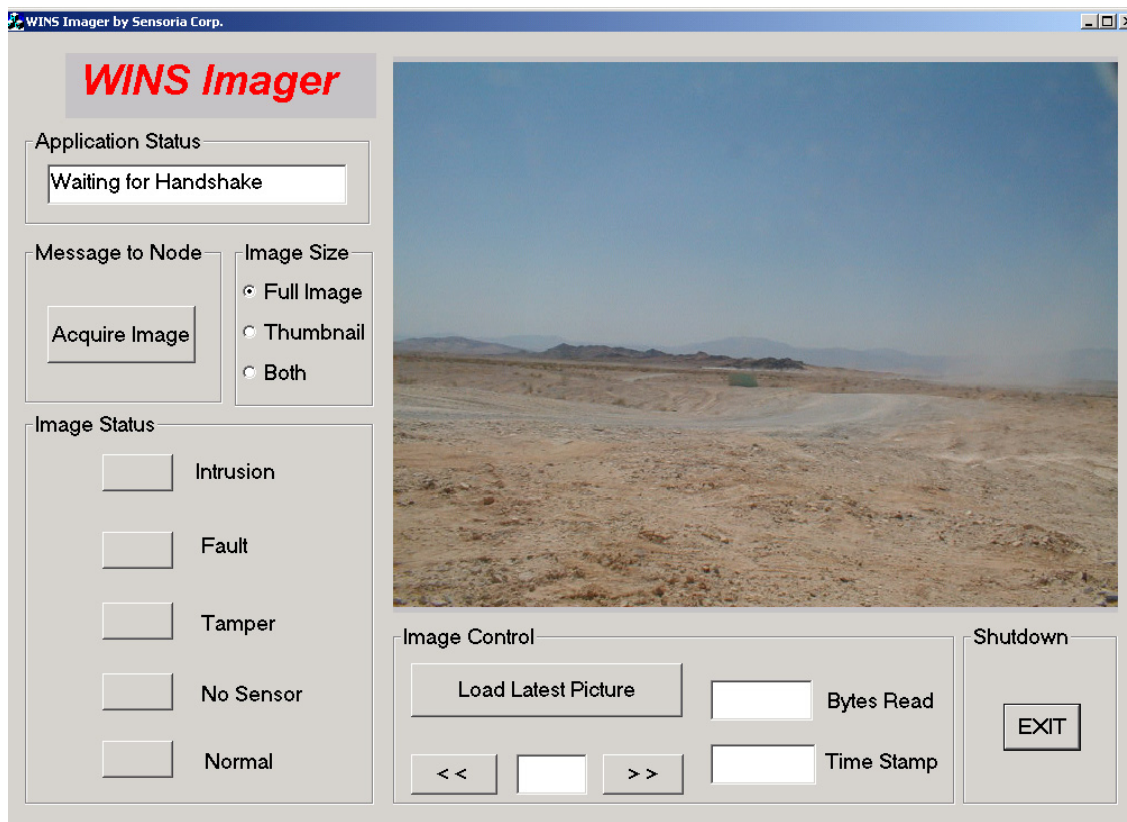 WINS Imager by Sensoria Corp.
WINS Imager
Application Status
Waiting for Handshake
Message to Node
Acquire Image
Image Size
Full Image
Thumbnail
Both
Image Status
Intrusion
Fault
Tamper
No Sensor
Normal
Image Control
Load Latest Picture
Bytes Read
<< >>
Time Stamp
Shutdown
EXIT